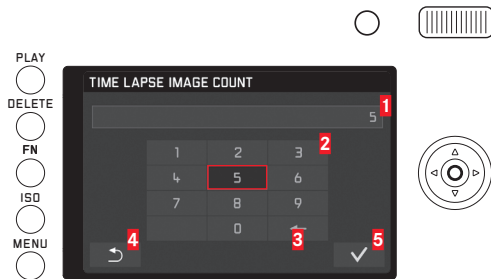 PLAY
DELETE
FN
ISO
MENU
TIME LAPSE IMAGE COUNT
5 1
1 2 3 2
4 5 6
7 8 9
0 3
4 5